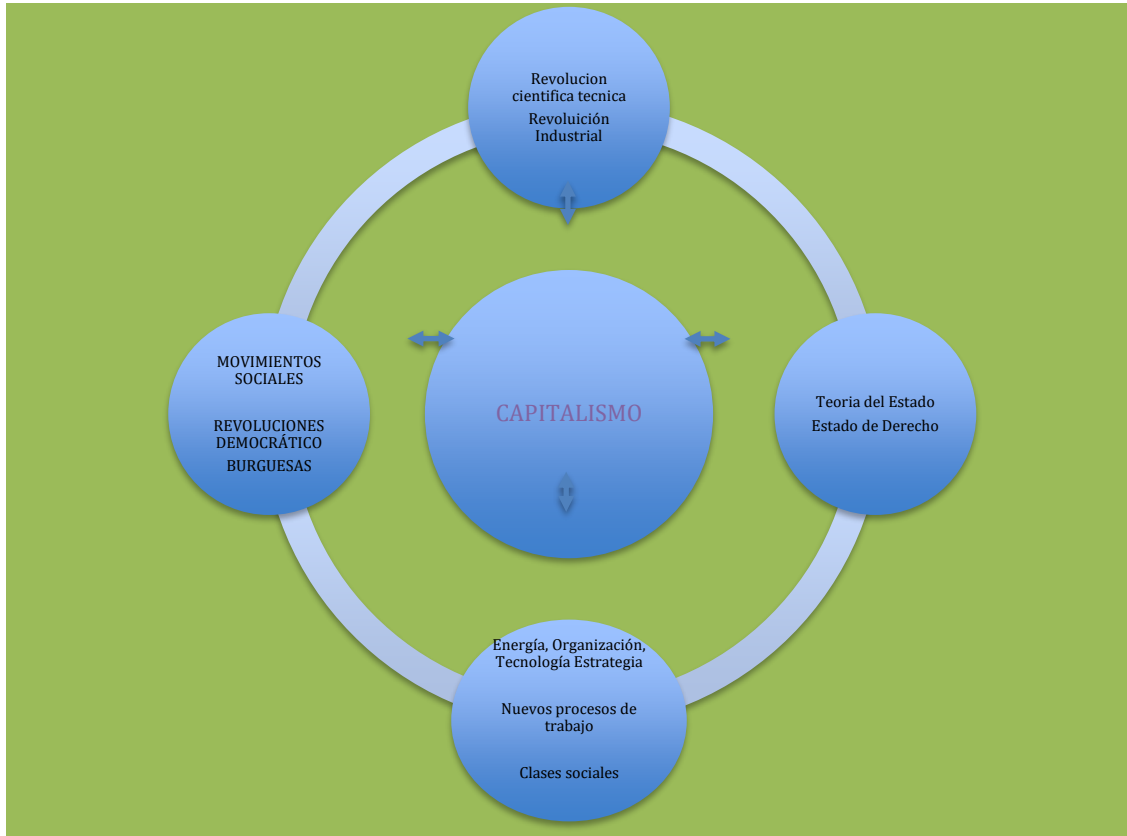 Revolucion
cientifica tecnica
Revoluición
Industrial
MOVIMIENTOS
SOCIALES
REVOLUCIONES
DEMOCRÁTICO
BURGUESAS
CAPITALISMO
Teoria del Estado
Estado de Derecho
Energía, Organización,
Tecnología Estrategia
Nuevos procesos de
trabajo
Clases sociales